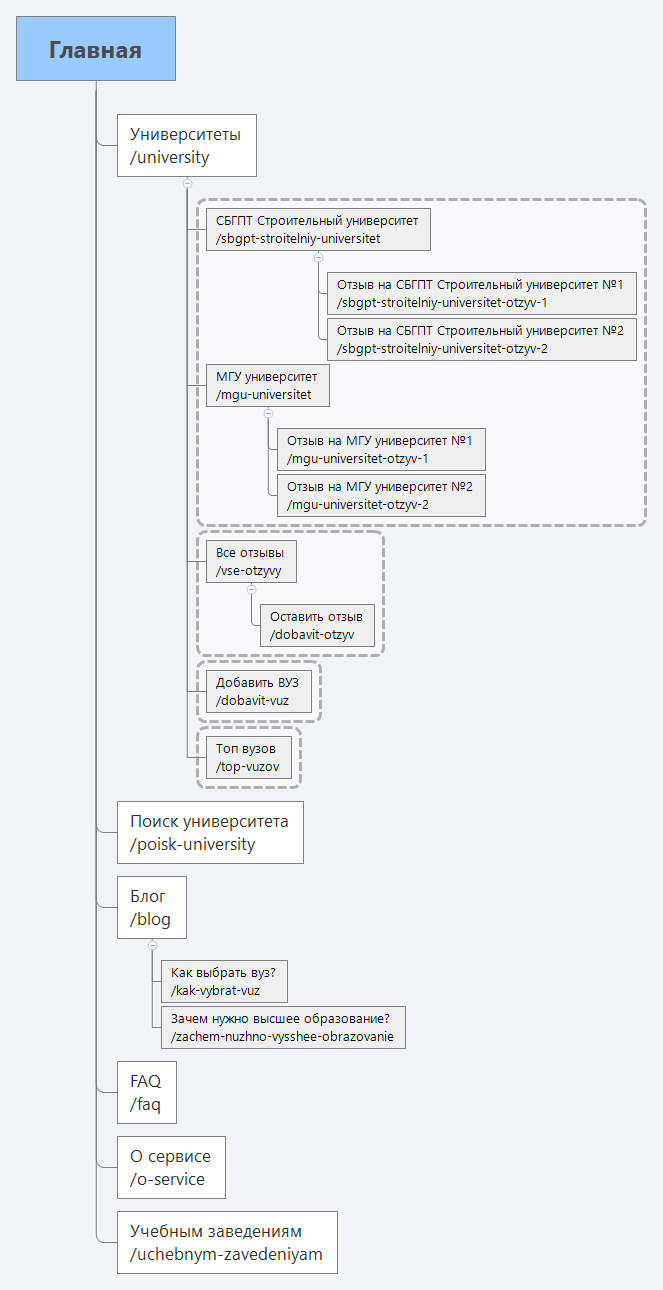 Главная
Университеты
/university
СБГПТ Строительный университет
/sbgpt-stroitelniy-universitet
Отзыв на СБГПТ Строительный университет №1
/sbgpt-stroitelniy-universitet-otzyv-1
Отзыв на СБГПТ Строительный университет №2
/sbgpt-stroitelniy-universitet-otzyv-2
МГУ университет
/mgu-universitet
Отзыв на МГУ университет №1
/mgu-universitet-otzyv-1
Отзыв на МГУ университет №2
/mgu-universitet-otzyv-2
Все отзывы
/vse-otzyvy
Оставить отзыв
/dobavit-otzyv
Добавить ВУЗ
/dobavit-vuz
Топ вузов
/top-vuzov
Поиск университета
/poisk-university
Блог
/blog
Как выбрать вуз?
/kak-vybrat-vuz
Зачем нужно высшее образование?
/zachem-nuzhno-vysshee-obrazovanie
FAQ
/faq
О сервисе
/o-service
Учебным заведениям
/uchebnym-zavedeniyam